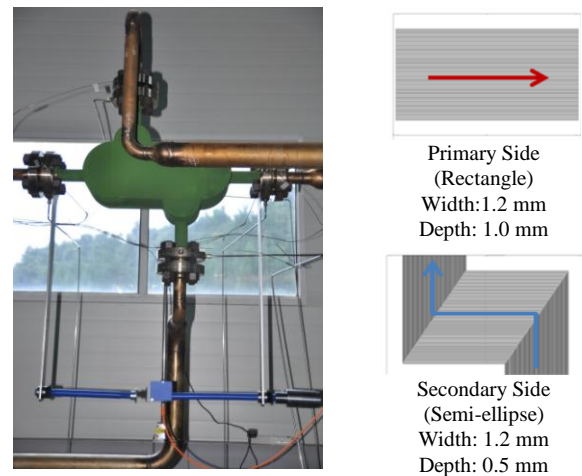 Primary Side
(Rectangle)
Width:1.2 mm
Depth: 1.0 mm
Secondary Side
(Semi-ellipse)
Width: 1.2 mm
Depth: 0.5 mm